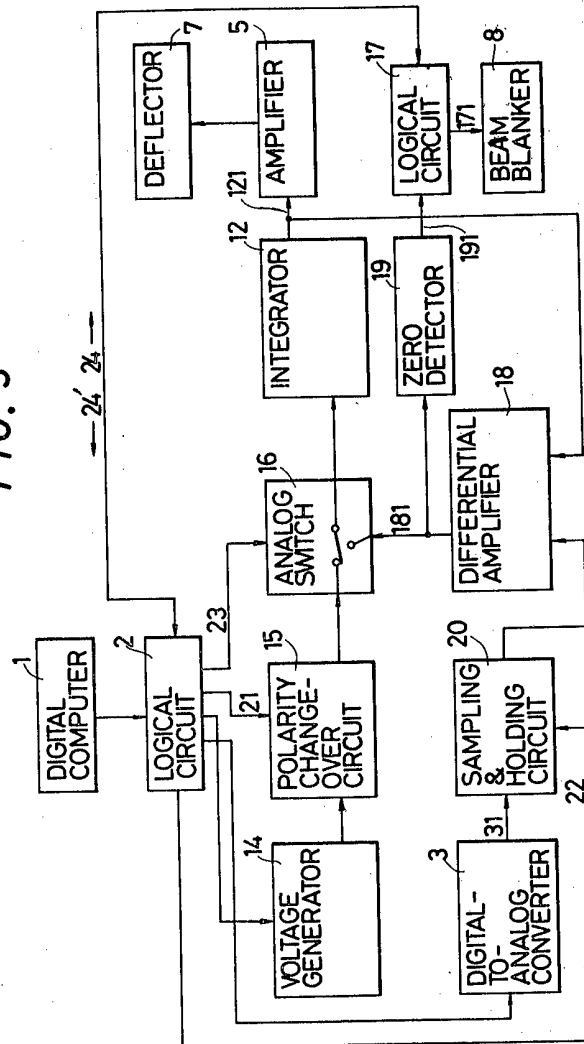 FIG. 3
24' 24
1
DIGITAL
COMPUTER
2
LOGICAL
CIRCUIT
23
21
14
VOLTAGE
GENERATOR
15
POLARITY
CHANGE-
OVER
CIRCUIT
16
ANALOG
SWITCH
12
INTEGRATOR
121
5
AMPLIFIER
7
DEFLECTOR
3
DIGITAL-
TO-
ANALOG
CONVERTER
31
20
SAMPLING
&
HOLDING
CIRCUIT
22
18
DIFFERENTIAL
AMPLIFIER
181
19
ZERO
DETECTOR
191
17
LOGICAL
CIRCUIT
171
8
BEAM
BLANKER